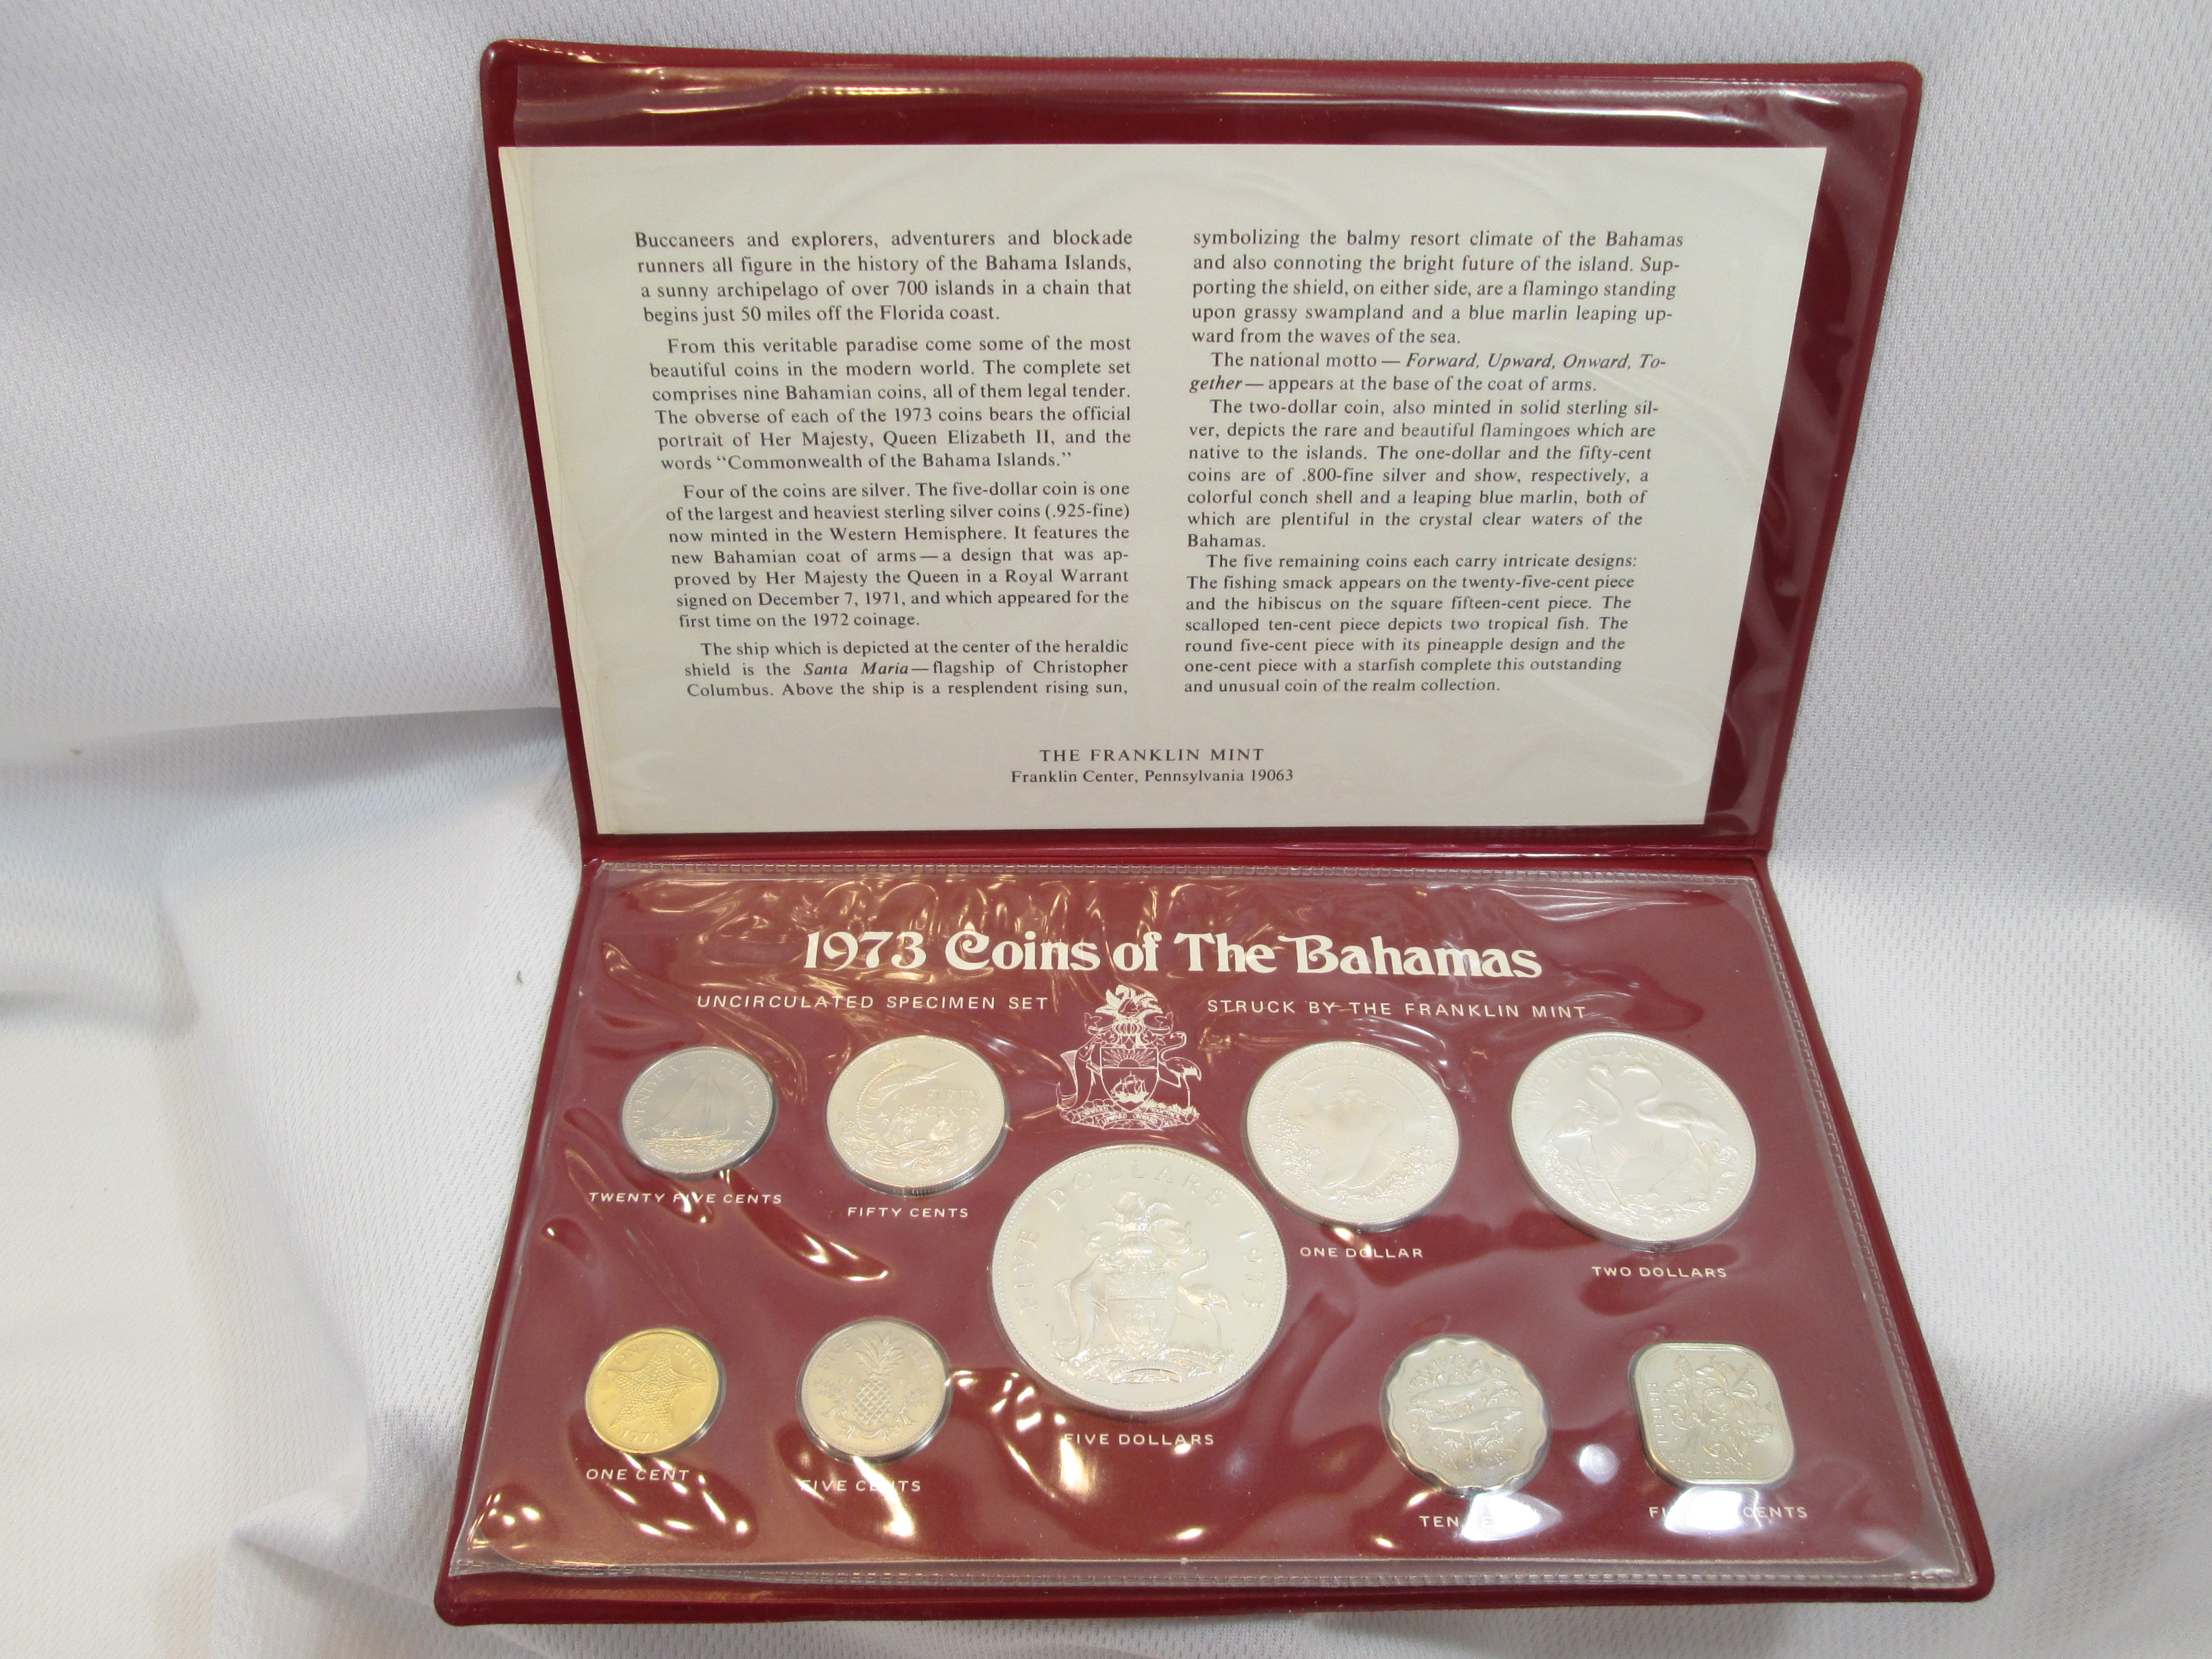 Buccaneers and explorers, adventurers and blockade
runners all figure in the history of the Bahama Islands,
a sunny archipelago of over 700 islands in a chain that
begins just 50 miles off the Florida coast.
From this veritable paradise come some of the most
beautiful coins in the modern world. The complete set
comprises nine Bahamian coins, all of them legal tender.
The obverse of each of the 1973 coins bears the official
portrait of Her Majesty, Queen Elizabeth II, and the
words “Commonwealth of the Bahama Islands.”
Four of the coins are silver. The five-dollar coin is one
of the largest and heaviest sterling silver coins (.925-fine)
now minted in the Western Hemisphere. It features the
new Bahamian coat of arms — a design that was ap-
proved by Her Majesty the Queen in a Royal Warrant
signed on December 7, 1971, and which appeared for the
first time on the 1972 coinage.
The ship which is depicted at the center of the heraldic
shield is the Santa Maria — flagship of Christopher
Columbus. Above the ship is a resplendent rising sun,
symbolizing the balmy resort climate of the Bahamas
and also connoting the bright future of the island. Sup-
porting the shield, on either side, are a flamingo standing
upon grassy swampland and a blue marlin leaping up-
ward from the waves of the sea.
The national motto — Forward, Upward, Onward, To-
gether — appears at the base of the coat of arms.
The two-dollar coin, also minted in solid sterling sil-
ver, depicts the rare and beautiful flamingoes which are
native to the islands. The one-dollar and the fifty-cent
coins are of .800-fine silver and show, respectively, a
colorful conch shell and a leaping blue marlin, both of
which are plentiful in the crystal clear waters of the
Bahamas.
The five remaining coins each carry intricate designs:
The fishing smack appears on the twenty-five-cent piece
and the hibiscus on the square fifteen-cent piece. The
scalloped ten-cent piece depicts two tropical fish. The
round five-cent piece with its pineapple design and the
one-cent piece with a starfish complete this outstanding
and unusual coin of the realm collection.
THE FRANKLIN MINT
Franklin Center, Pennsylvania 19063
1973 Coins of The Bahamas
UNCIRCULATED SPECIMEN SET
STRUCK BY THE FRANKLIN MINT
TWENTY FIVE CENTS
FIFTY CENTS
FIFTY CENTS
ONE DOLLAR
TWO DOLLARS
FIVE DOLLARS 1973
FIVE DOLLARS
ONE CENT
ONE CENT
FIVE CENTS
TEN
CENTS